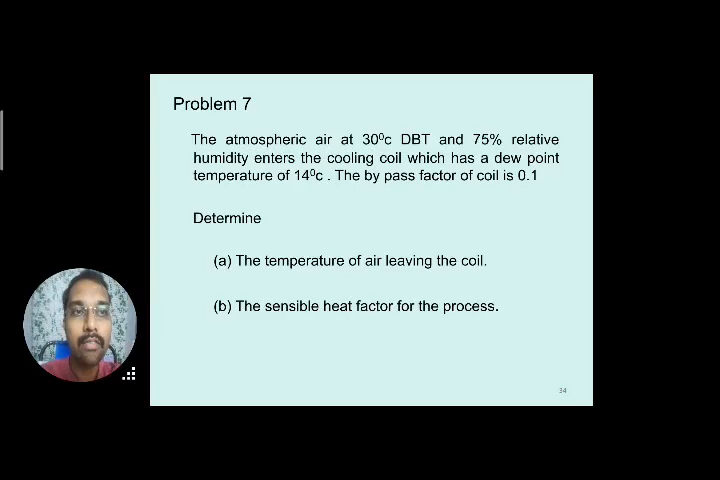 Problem 7
The atmospheric air at 30⁰c DBT and 75% relative
humidity enters the cooling coil which has a dew point
temperature of 14⁰c . The by pass factor of coil is 0.1
Determine
(a) The temperature of air leaving the coil.
(b) The sensible heat factor for the process.
34